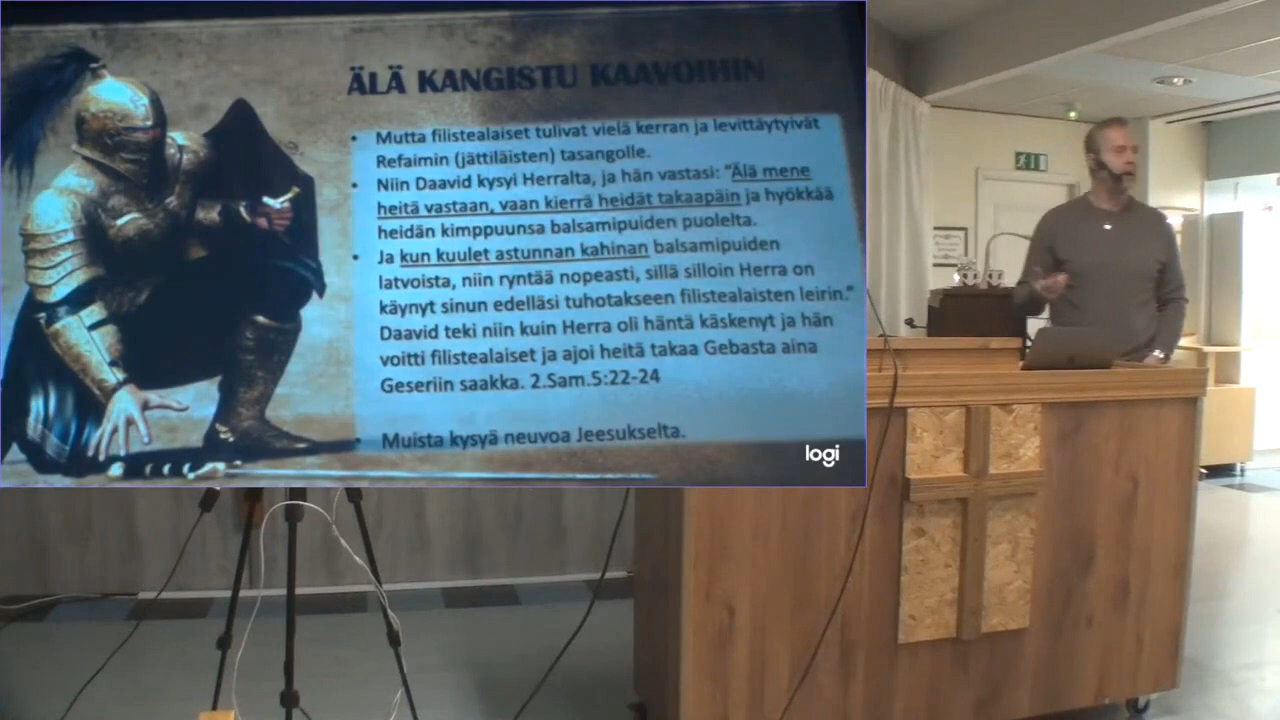 ÄLÄ KANGISTU KAAVOIHIN
• Mutta filistealaiset tulivat vielä kerran ja levittäytyivät
Refaimin (jättiläisten) tasangolle.
• Niin Daavid kysyi Herralta, ja hän vastasi: "Älä mene
heitä vastaan, vaan kierrä heidät takaapäin ja hyökkää
heidän kimppuunsa balsamipuiden puolelta.
• Ja kun kuulet astunnan kahinan balsamipuiden
latvoista, niin ryntää nopeasti, sillä silloin Herra on
käynyt sinun edelläsi tuhotakseen filistealaisten leirin."
Daavid teki niin kuin Herra oli häntä käskenyt ja hän
voitti filistealaiset ja ajoi heitä takaa Gebasta aina
Geseriin saakka. 2.Sam.5:22-24
• Muista kysyä neuvoa Jeesukselta.
logi